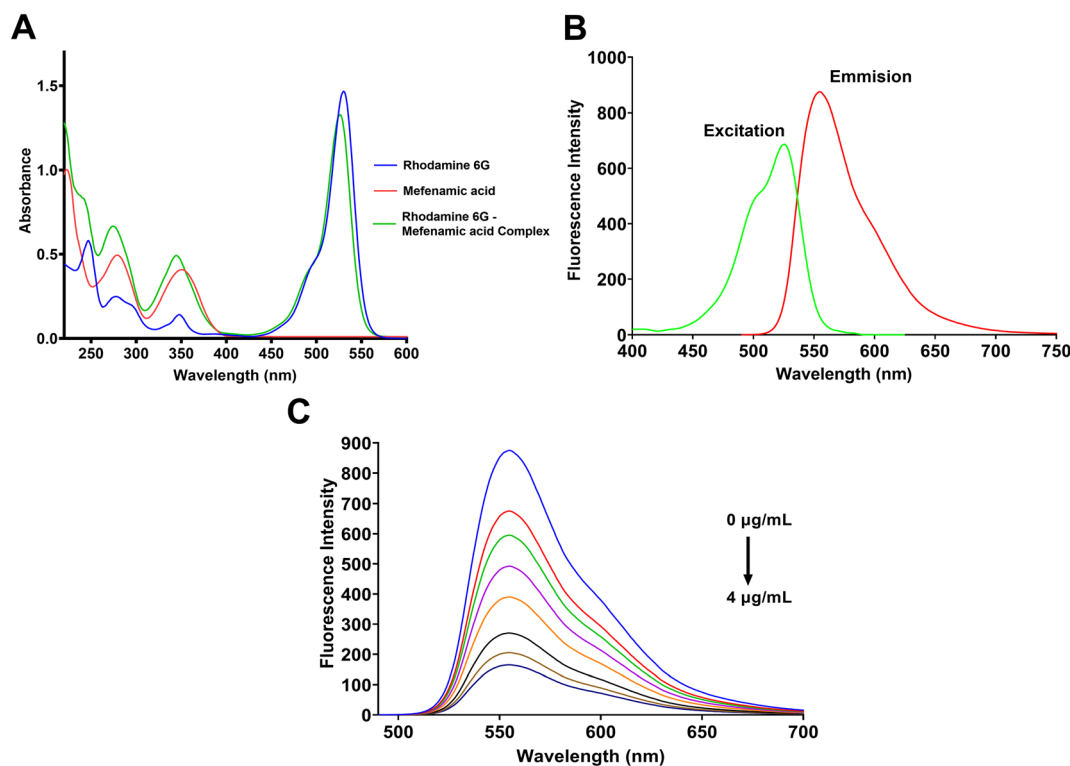 A
Absorbance
1.5
1.0
0.5
0.0
250 300 350 400 450 500 550 600
Wavelength (nm)
Rhodamine 6G
Mefenamic acid
Rhodamine 6G -
Mefenamic acid Complex
B
Fluorescence Intensity
1000
800
600
400
200
0
400 450 500 550 600 650 700 750
Wavelength (nm)
Excitation
Emmision
C
Fluorescence Intensity
900
800
700
600
500
400
300
200
100
0
500 550 600 650 700
Wavelength (nm)
0 µg/mL
4 µg/mL